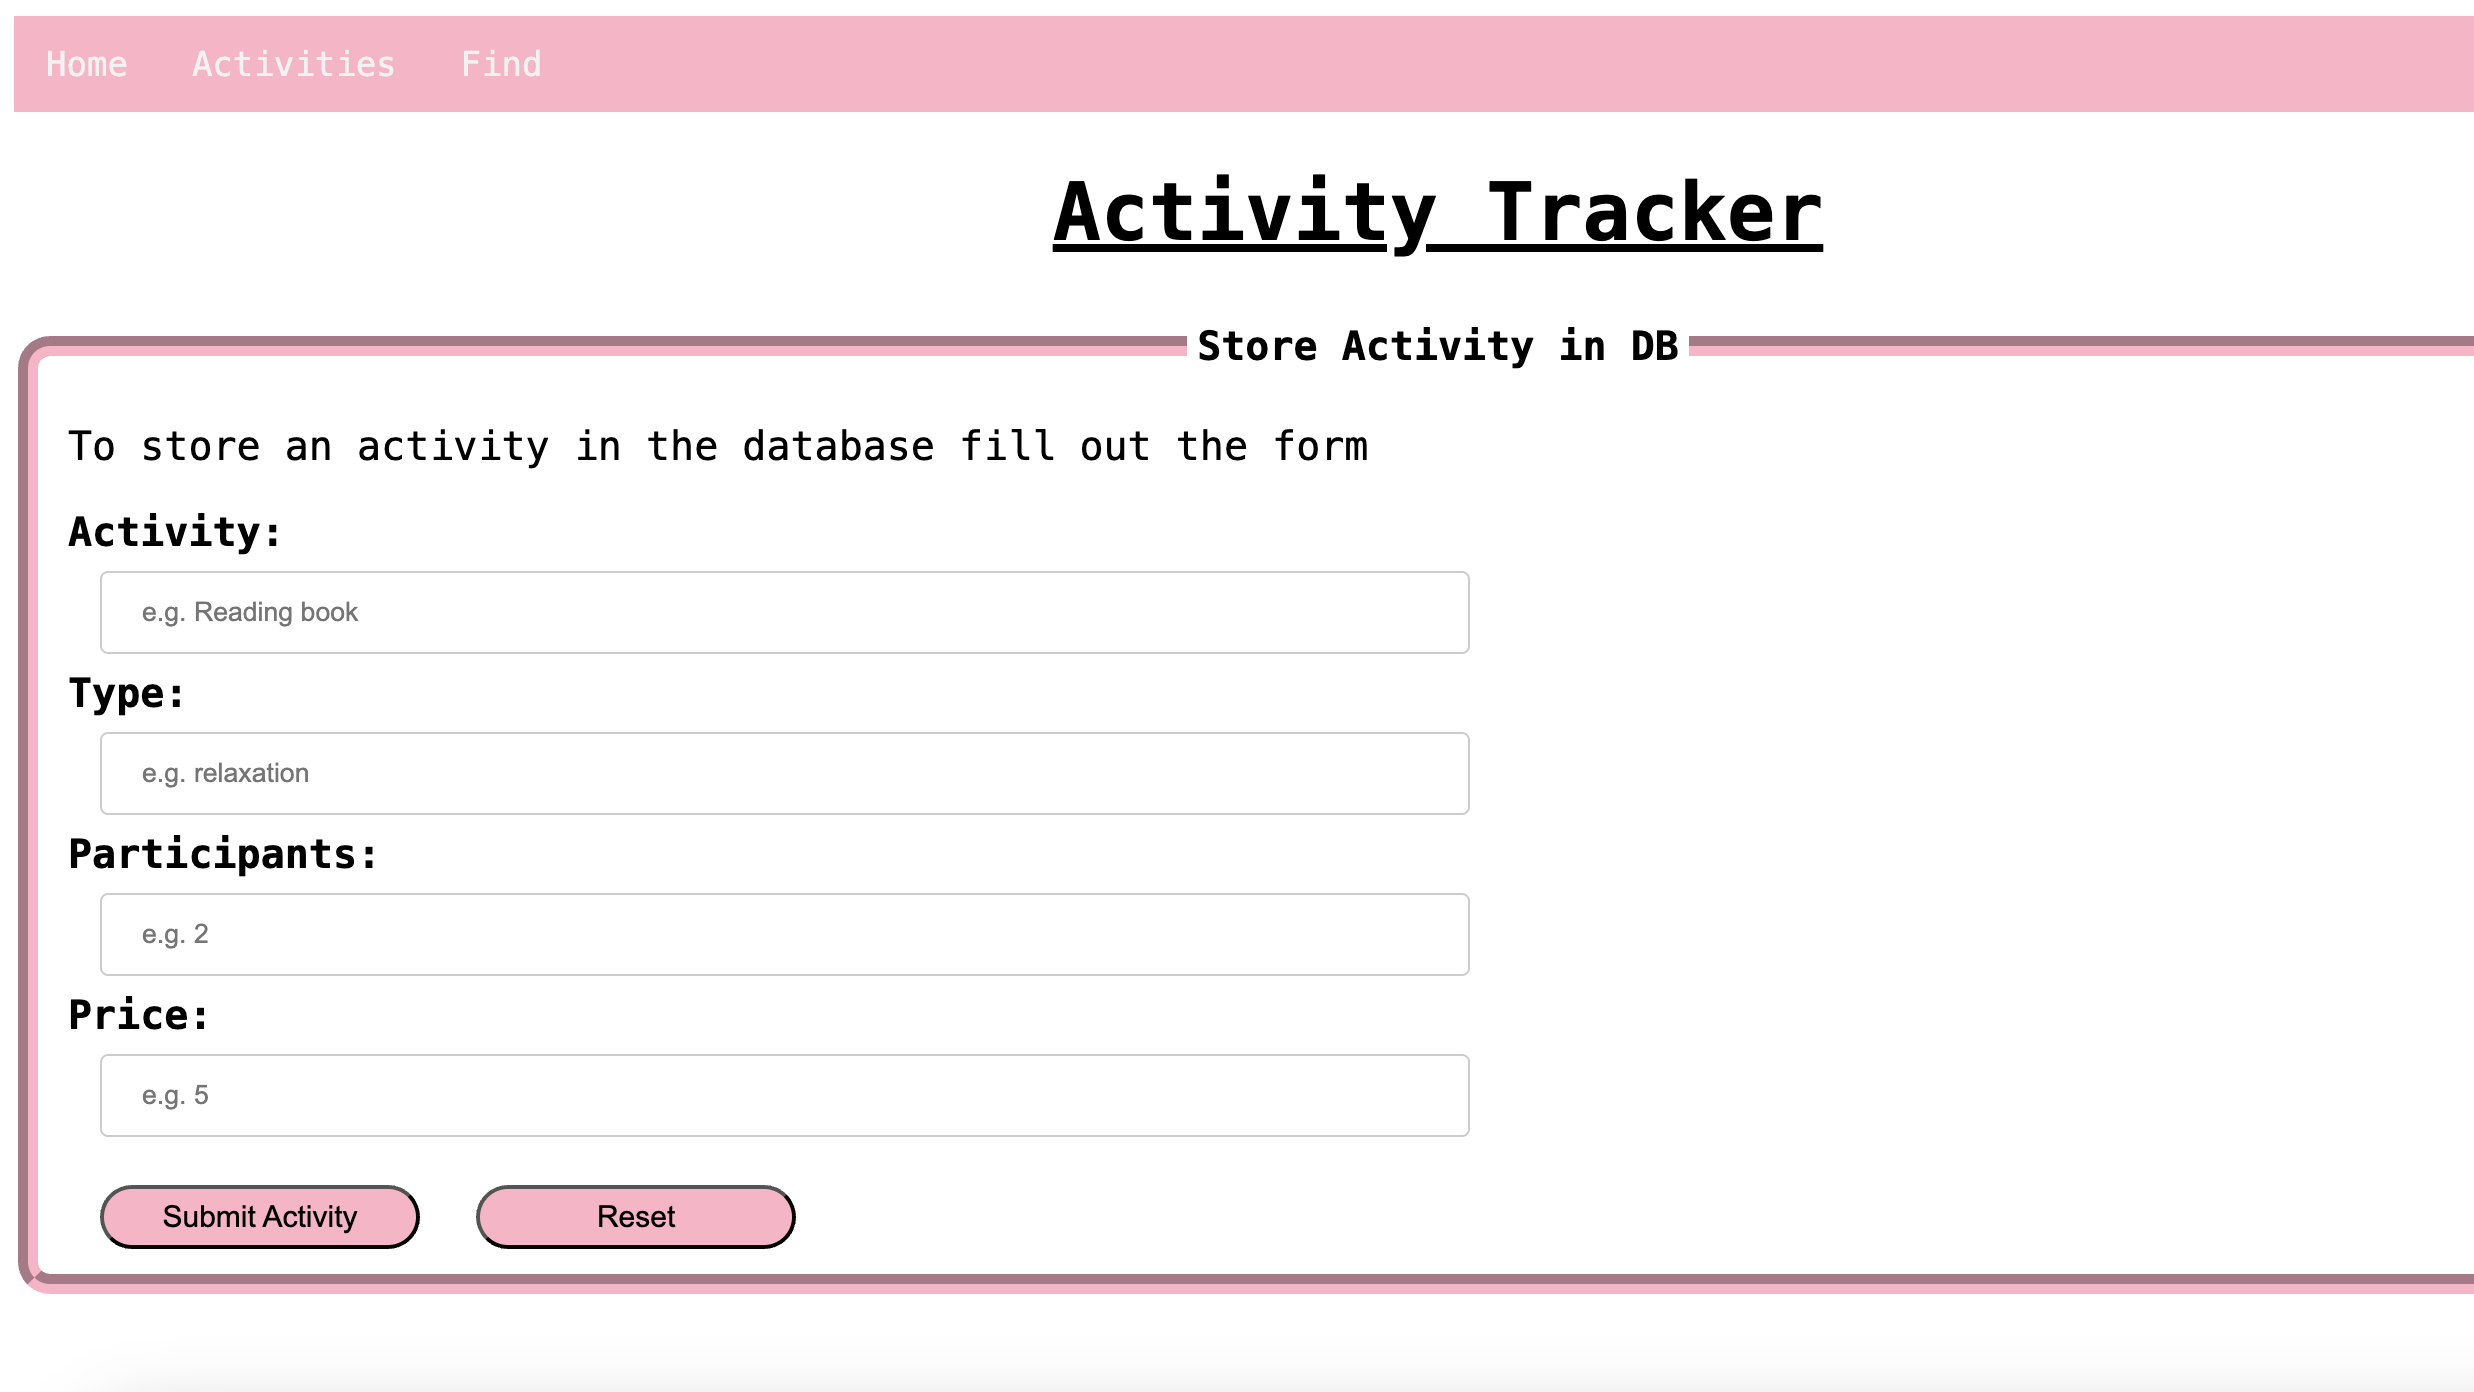 Home Activities Find
Activity Tracker
Store Activity in DB
To store an activity in the database fill out the form
Activity:
e.g. Reading book
Type:
e.g. relaxation
Participants:
e.g. 2
Price:
e.g. 5
Submit Activity Reset